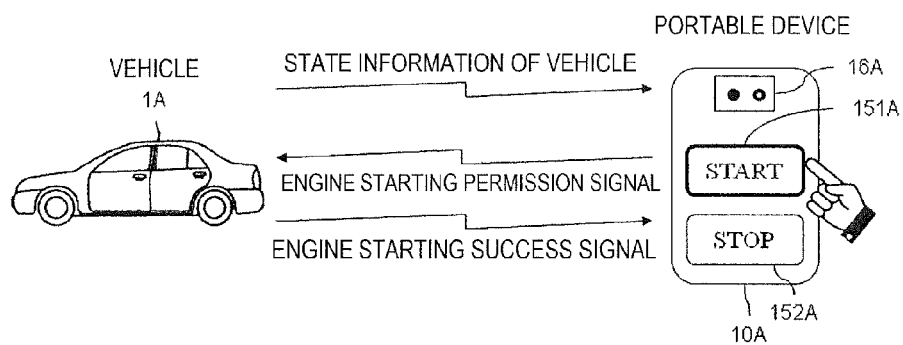 PORTABLE DEVICE
VEHICLE
1A
STATE INFORMATION OF VEHICLE
16A
151A
START
ENGINE STARTING PERMISSION SIGNAL
STOP
ENGINE STARTING SUCCESS SIGNAL
152A
10A